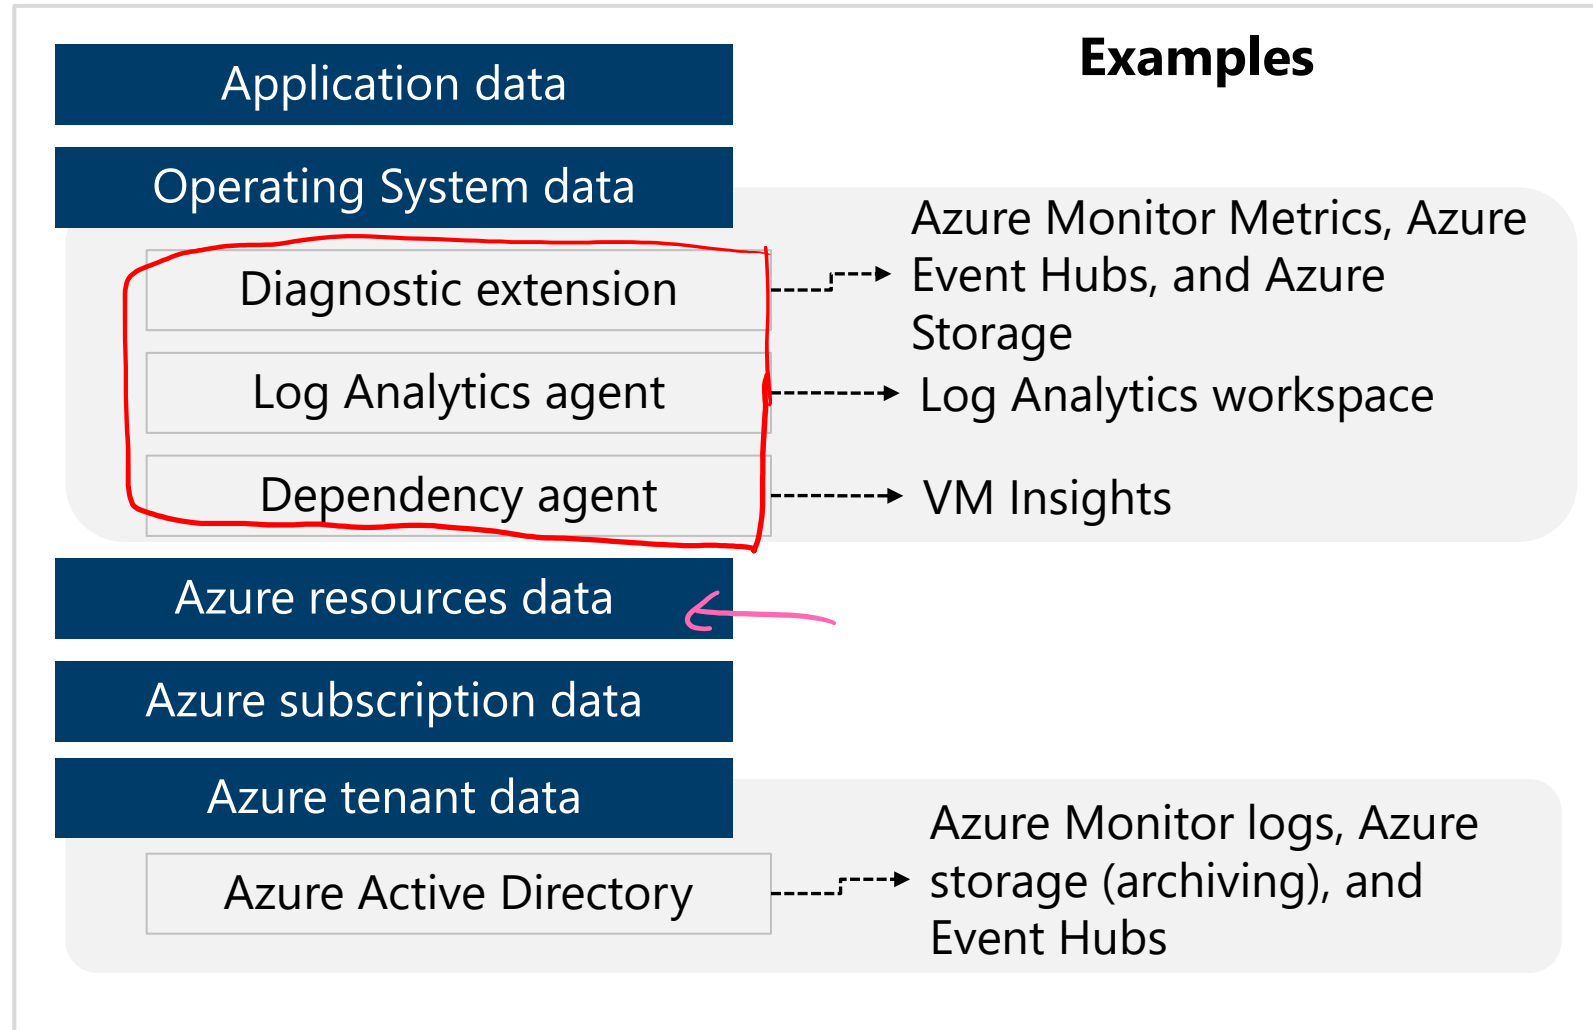 Examples
Application data
Operating System data
Diagnostic extension
Azure Monitor Metrics, Azure
Event Hubs, and Azure
Storage
Log Analytics agent
Log Analytics workspace
Dependency agent
VM Insights
Azure resources data
Azure subscription data
Azure tenant data
Azure Active Directory
Azure Monitor logs, Azure
storage (archiving), and
Event Hubs